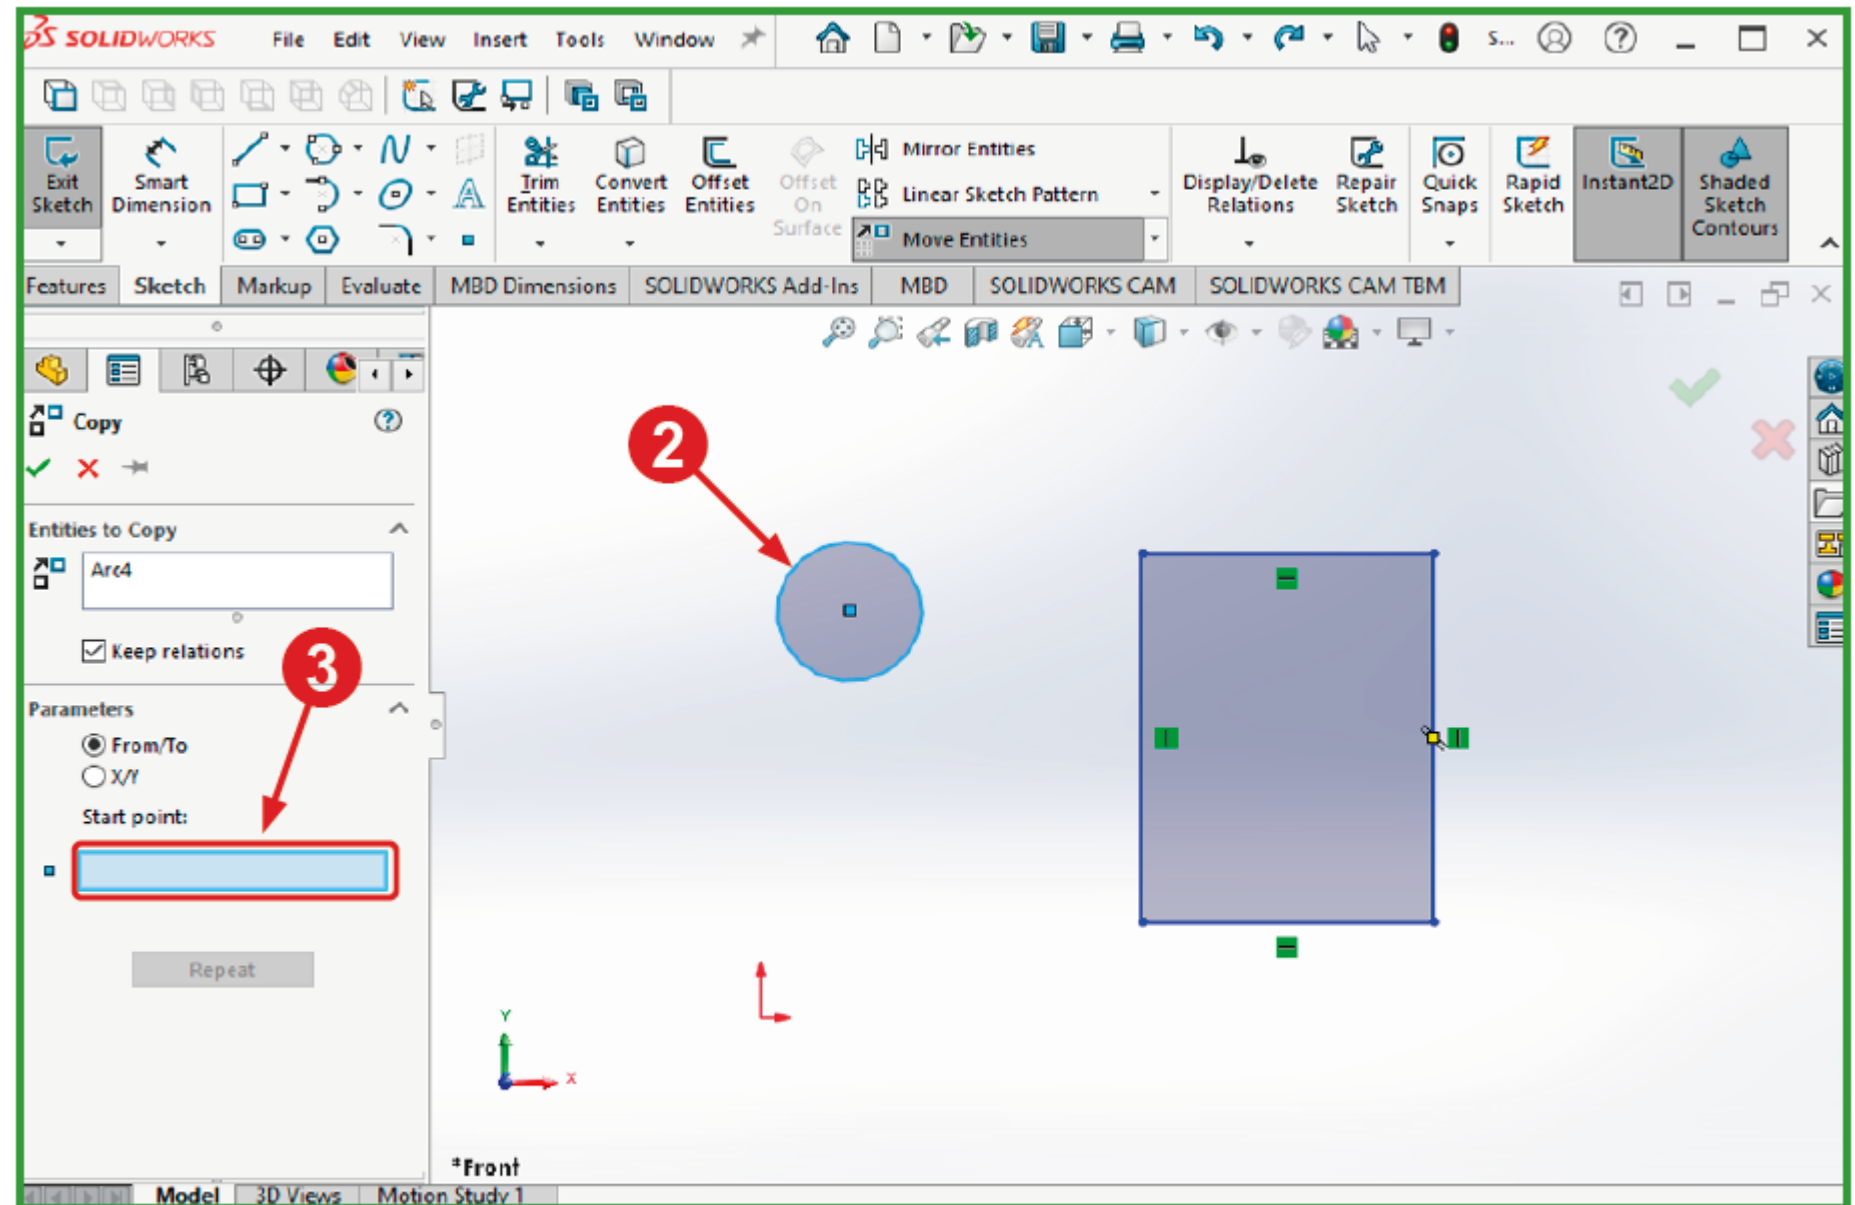 SOLIDWORKS File Edit View Insert Tools Window S...
Exit Sketch
Smart Dimension
Trim Entities
Convert Entities
Offset Entities
Offset On Surface
Mirror Entities
Linear Sketch Pattern
Move Entities
Display/Delete Relations
Repair Sketch
Quick Snaps
Rapid Sketch
Instant2D
Shaded Sketch Contours
Features Sketch Markup Evaluate MBD Dimensions SOLIDWORKS Add-Ins MBD SOLIDWORKS CAM SOLIDWORKS CAM TBM
Copy
2
Entities to Copy
Arc4
Keep relations
3
Parameters
From/To
X/Y
Start point:
Repeat
Y
X
*Front
Model 3D Views Motion Study 1